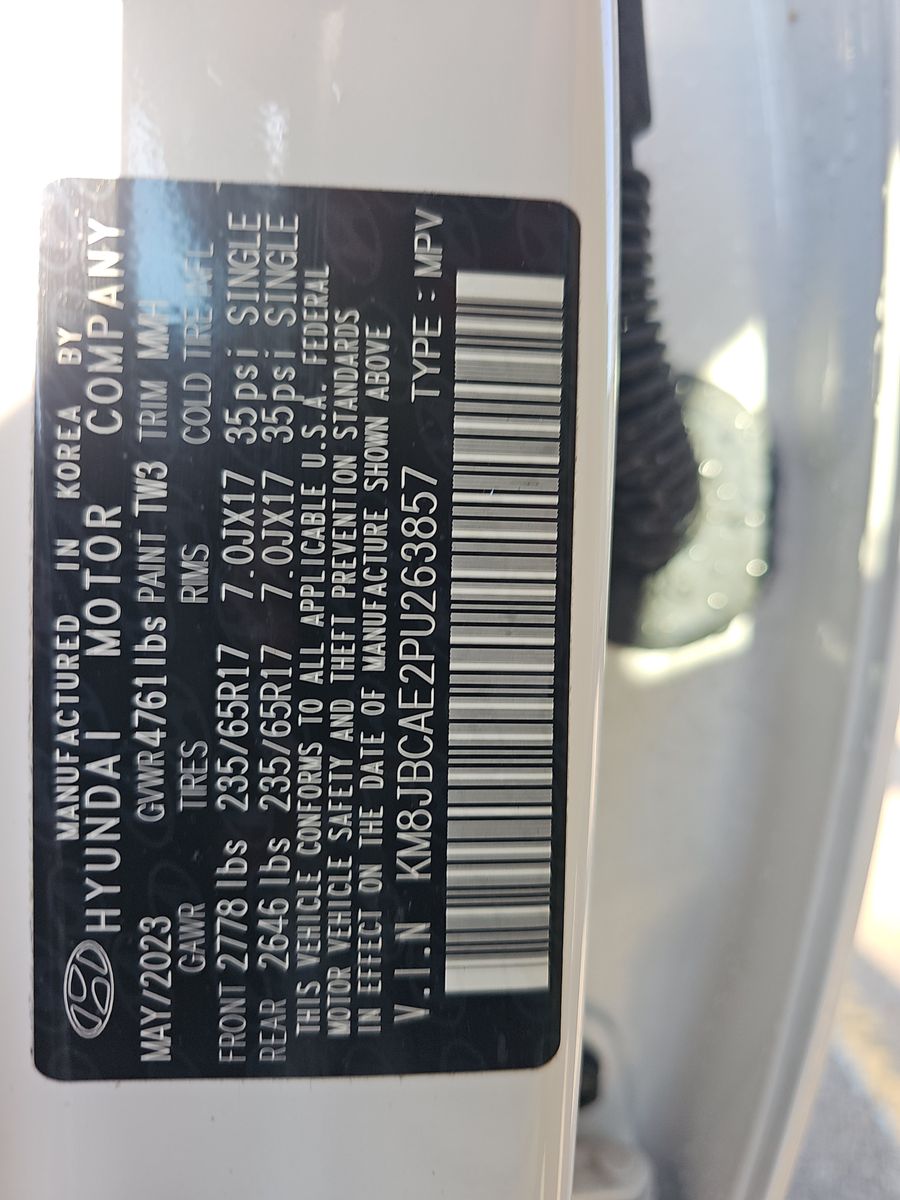 MANUFACTURED IN KOREA BY
HYUNDAI MOTOR COMPANY
MAY/2023 GVWR4761lbs PAINT TW3 TRIM MMH
GAWR TIRES RIMS COLD TIRE INFL
FRONT 2778 lbs 235/65R17 7.0JX17 35psi SINGLE
REAR 2646 lbs 235/65R17 7.0JX17 35psi SINGLE
THIS VEHICLE CONFORMS TO ALL APPLICABLE U.S.A. FEDERAL
MOTOR VEHICLE SAFETY AND THEFT PREVENTION STANDARDS
IN EFFECT ON THE DATE OF MANUFACTURE SHOWN ABOVE
V.I.N KM8JBCAE2PU263857 TYPE : MPV